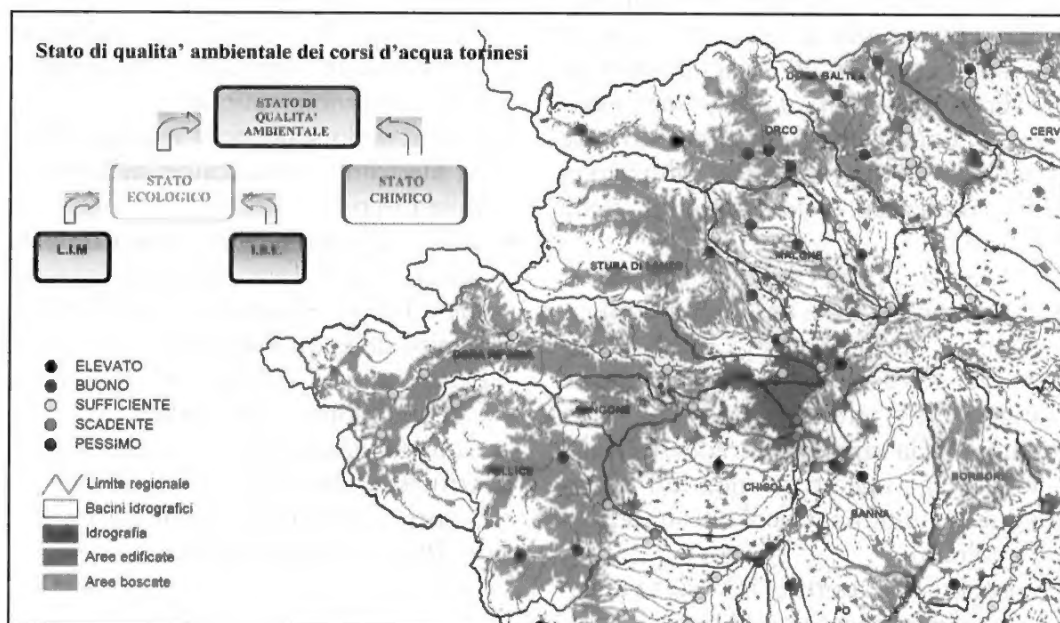 Stato di qualita' ambientale dei corsi d'acqua torinesi
STATO DI
QUALITA'
AMBIENTALE
STATO
ECOLOGICO
STATO
CHIMICO
L.I.M
I.B.E.
DORA BALTEA
ORCO
CERV
STURA DI LANZO
MALONE
DORA RIPARIA
SANGONE
PELLICE
CHISOLA
BANNA
BORBORE
PO
ELEVATO
BUONO
SUFFICIENTE
SCADENTE
PESSIMO
Limite regionale
Bacini idrografici
Idrografia
Aree edificate
Aree boscate